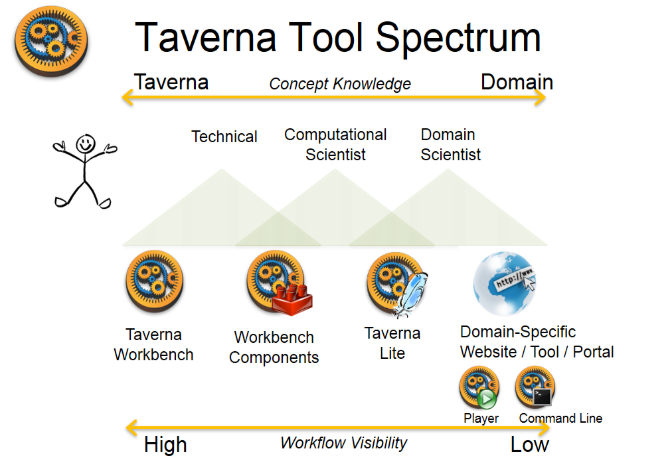 Taverna Tool Spectrum
Taverna Concept Knowledge Domain
Technical
Computational
Scientist
Domain
Scientist
http://www
Taverna
Workbench
Workbench
Components
Taverna
Lite
Domain-Specific
Website / Tool / Portal
Player
Command Line
High Workflow Visibility Low